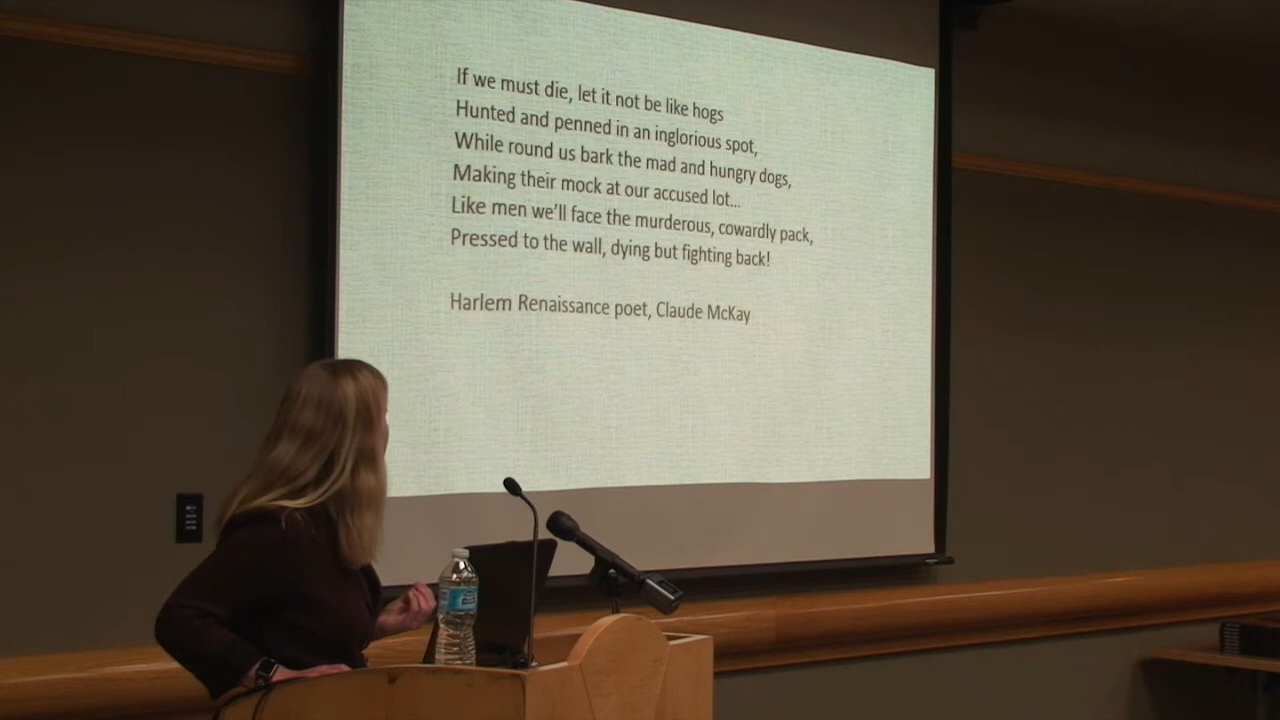 If we must die, let it not be like hogs
Hunted and penned in an inglorious spot,
While round us bark the mad and hungry dogs,
Making their mock at our accused lot...
Like men we'll face the murderous, cowardly pack,
Pressed to the wall, dying but fighting back!
Harlem Renaissance poet, Claude McKay